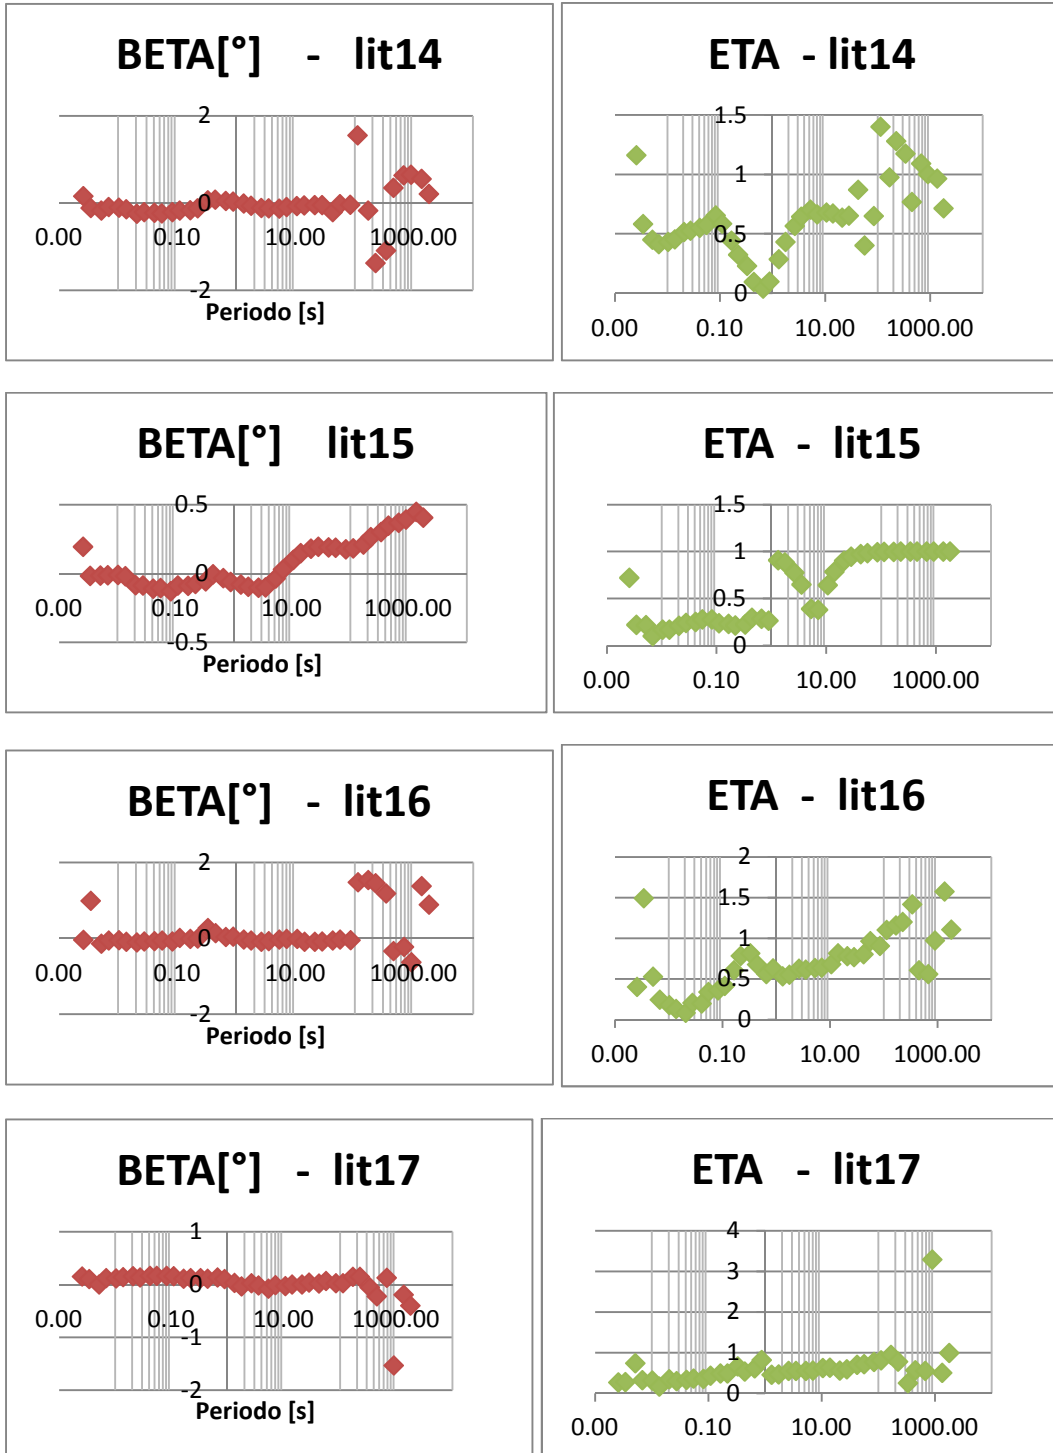 BETA[°] - lit14
2
0
0.00 0.10 10.00 1000.00
-2
Periodo [s]
ETA - lit14
1.5
1
0.5
0
0.00 0.10 10.00 1000.00
BETA[°] lit15
0.5
0
0.00 0.10 10.00 1000.00
-0.5
Periodo [s]
ETA - lit15
1.5
1
0.5
0
0.00 0.10 10.00 1000.00
BETA[°] - lit16
2
0
0.00 0.10 10.00 1000.00
-2
Periodo [s]
ETA - lit16
2
1.5
1
0.5
0
0.00 0.10 10.00 1000.00
BETA[°] - lit17
1
0
0.00 0.10 10.00 1000.00
-1
-2
Periodo [s]
ETA - lit17
4
3
2
1
0
0.00 0.10 10.00 1000.00